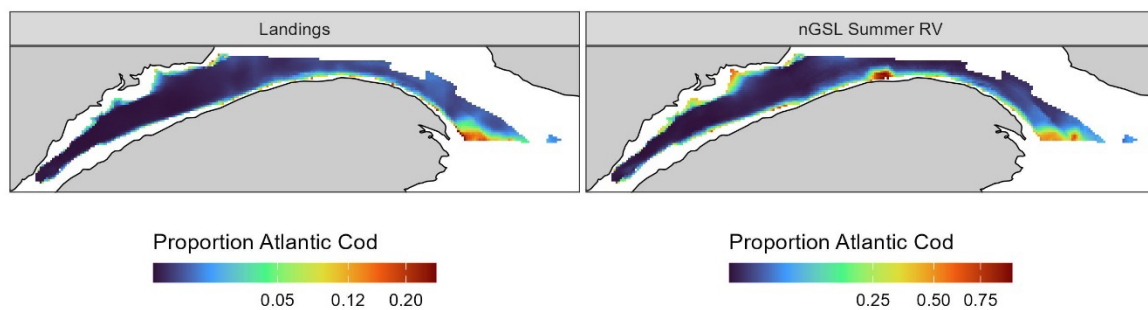 Landings
nGSL Summer RV
Proportion Atlantic Cod
0.05 0.12 0.20
Proportion Atlantic Cod
0.25 0.50 0.75